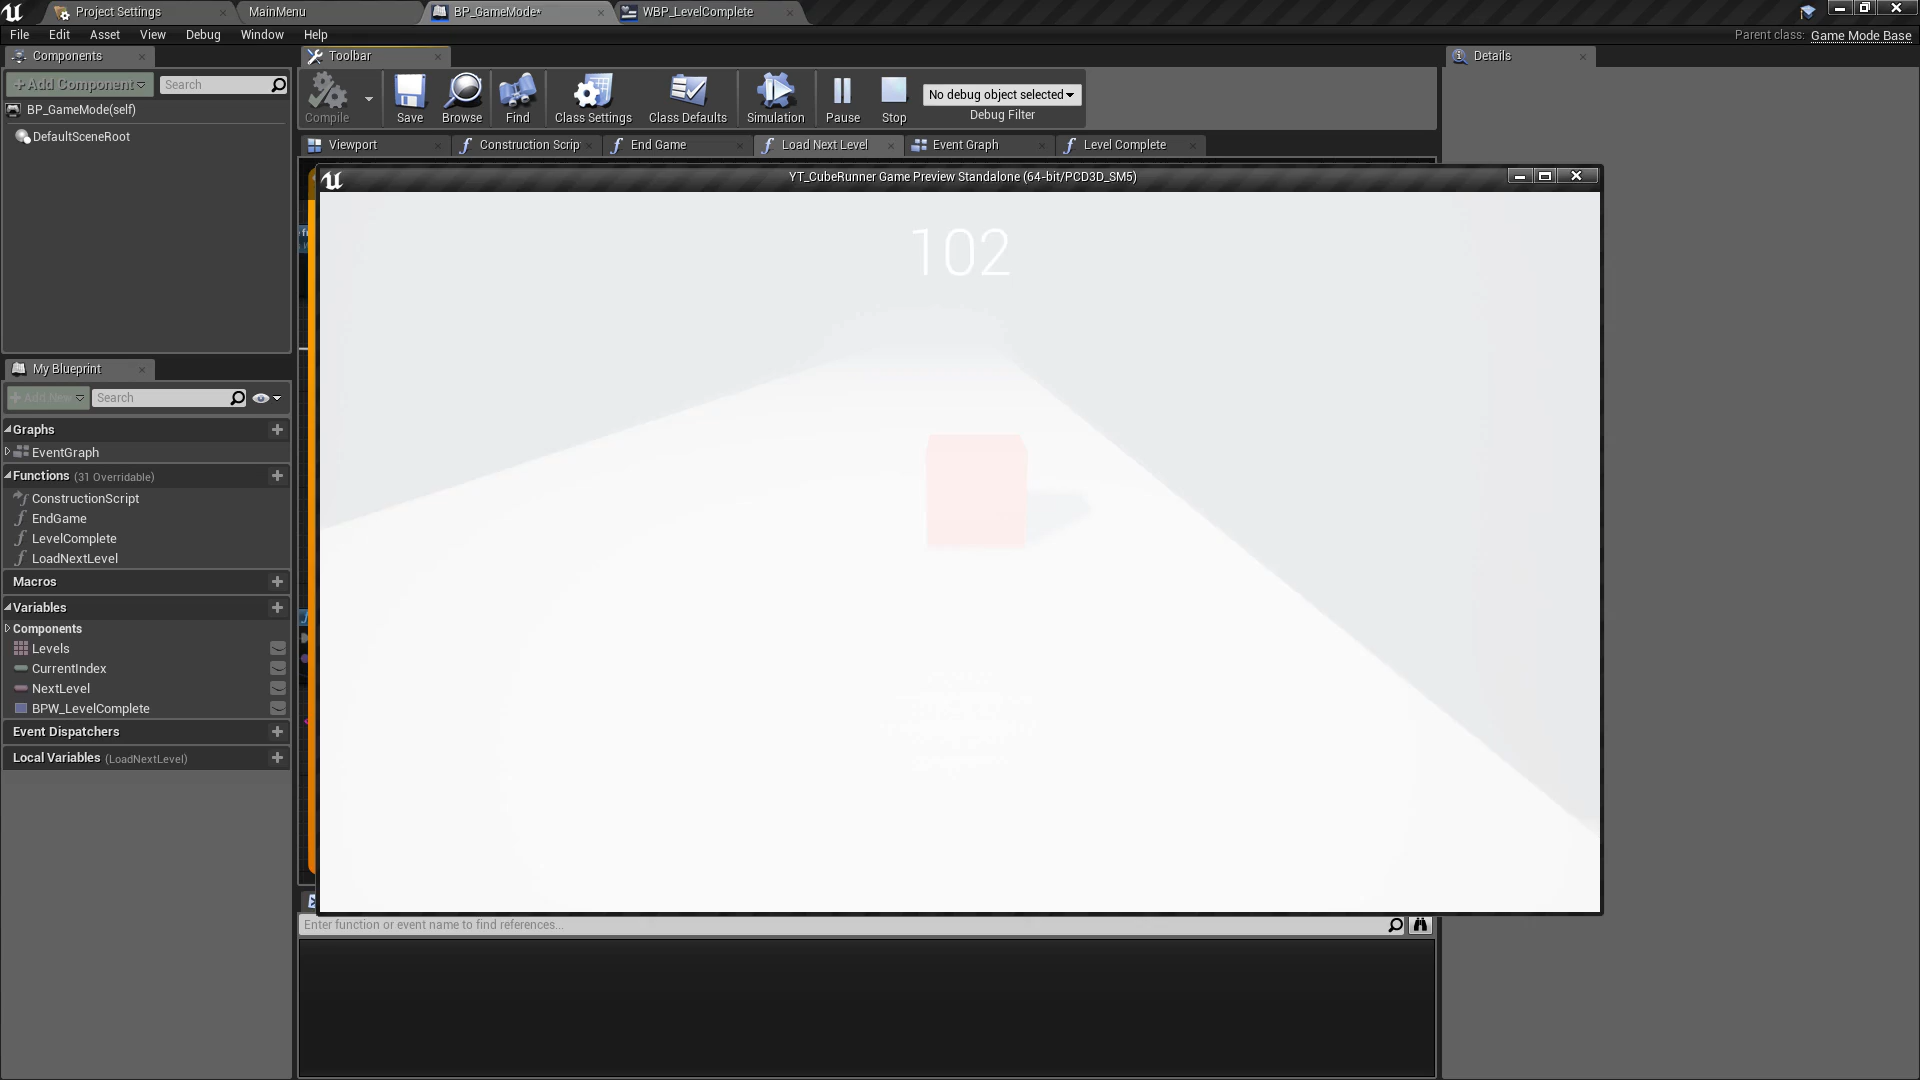 Project Settings
MainMenu
BP_GameMode*
WBP_LevelComplete
File Edit Asset View Debug Window Help
Parent class: Game Mode Base
Components
Toolbar
Details
+Add Component
Search
BP_GameMode(self)
DefaultSceneRoot
Compile
Save
Browse
Find
Class Settings
Class Defaults
Simulation
Pause
Stop
No debug object selected
Debug Filter
Viewport
Construction Scrip
End Game
Load Next Level
Event Graph
Level Complete
YT_CubeRunner Game Preview Standalone (64-bit/PCD3D_SM5)
102
My Blueprint
+ Add New
Search
Graphs
EventGraph
Functions (31 Overridable)
ConstructionScript
EndGame
LevelComplete
LoadNextLevel
Macros
Variables
Components
Levels
CurrentIndex
NextLevel
BPW_LevelComplete
Event Dispatchers
Local Variables (LoadNextLevel)
Enter function or event name to find references...